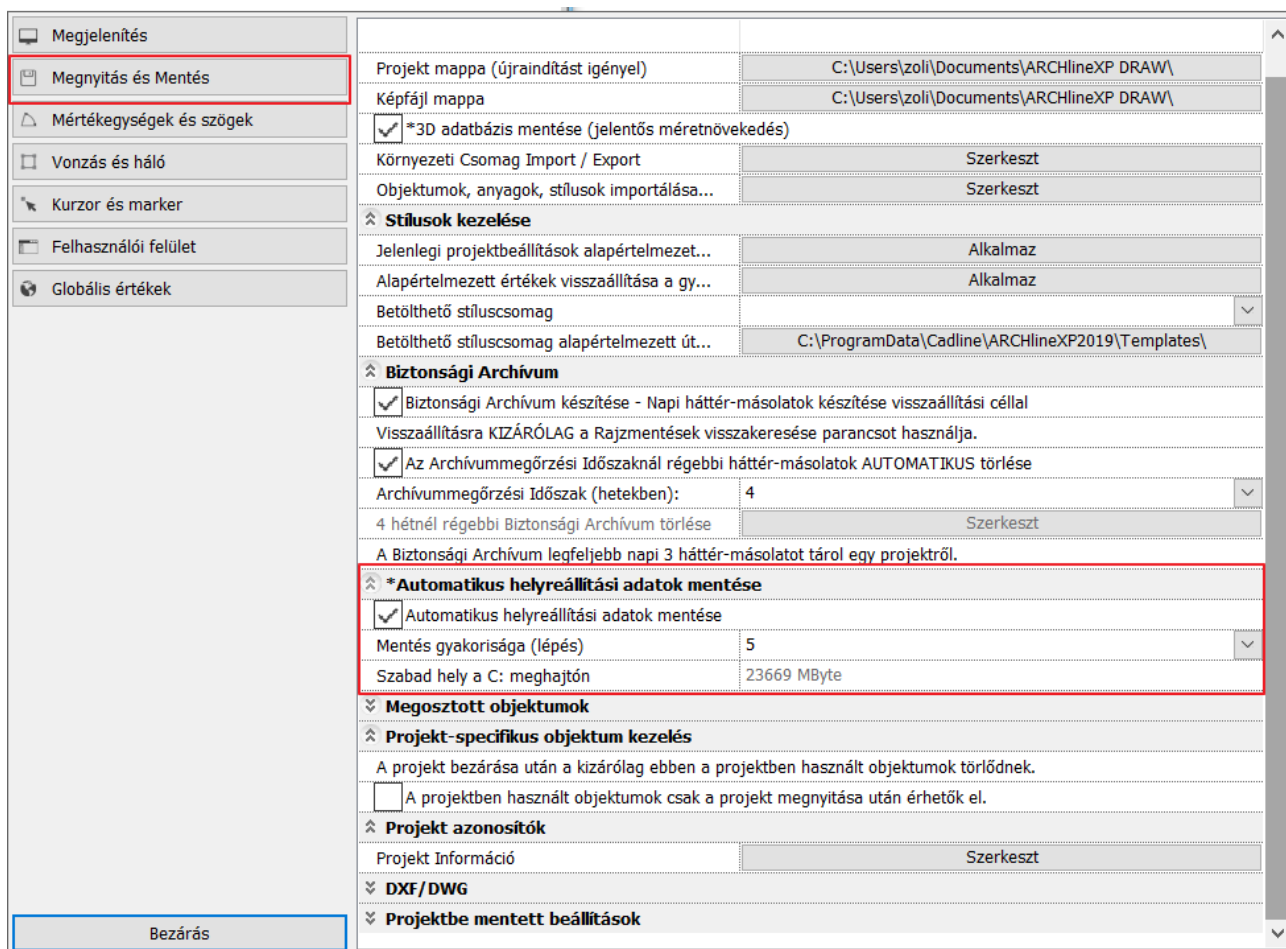 Megjelenítés
Megnyitás és Mentés
Mértékegységek és szögek
Vonzás és háló
Kurzor és marker
Felhasználói felület
Globális értékek
Bezárás
Projekt mappa (újraindítást igényel) C:\Users\zoli\Documents\ARCHlineXP DRAW\
Képfájl mappa C:\Users\zoli\Documents\ARCHlineXP DRAW\
*3D adatbázis mentése (jelentős méretnövekedés)
Környezeti Csomag Import / Export Szerkeszt
Objektumok, anyagok, stílusok importálása... Szerkeszt
Stílusok kezelése
Jelenlegi projektbeállítások alapértelmezet... Alkalmaz
Alapértelmezett értékek visszaállítása a gy... Alkalmaz
Betölthető stíluscsomag
Betölthető stíluscsomag alapértelmezett út... C:\ProgramData\Cadline\ARCHlineXP2019\Templates\
Biztonsági Archívum
Biztonsági Archívum készítése - Napi háttér-másolatok készítése visszaállítási céllal
Visszaállításra KIZÁRÓLAG a Rajzmentések visszakeresése parancsot használja.
Az Archívummegőrzési Időszaknál régebbi háttér-másolatok AUTOMATIKUS törlése
Archívummegőrzési Időszak (hetekben): 4
4 hétnél régebbi Biztonsági Archívum törlése Szerkeszt
A Biztonsági Archívum legfeljebb napi 3 háttér-másolatot tárol egy projektről.
*Automatikus helyreállítási adatok mentése
Automatikus helyreállítási adatok mentése
Mentés gyakorisága (lépés) 5
Szabad hely a C: meghajtón 23669 MByte
Megosztott objektumok
Projekt-specifikus objektum kezelés
A projekt bezárása után a kizárólag ebben a projektben használt objektumok törlődnek.
A projektben használt objektumok csak a projekt megnyitása után érhetők el.
Projekt azonosítók
Projekt Információ Szerkeszt
DXF/DWG
Projektbe mentett beállítások